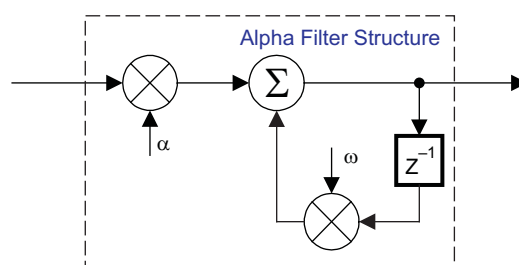 Alpha Filter Structure
Σ
α
ω
z⁻¹